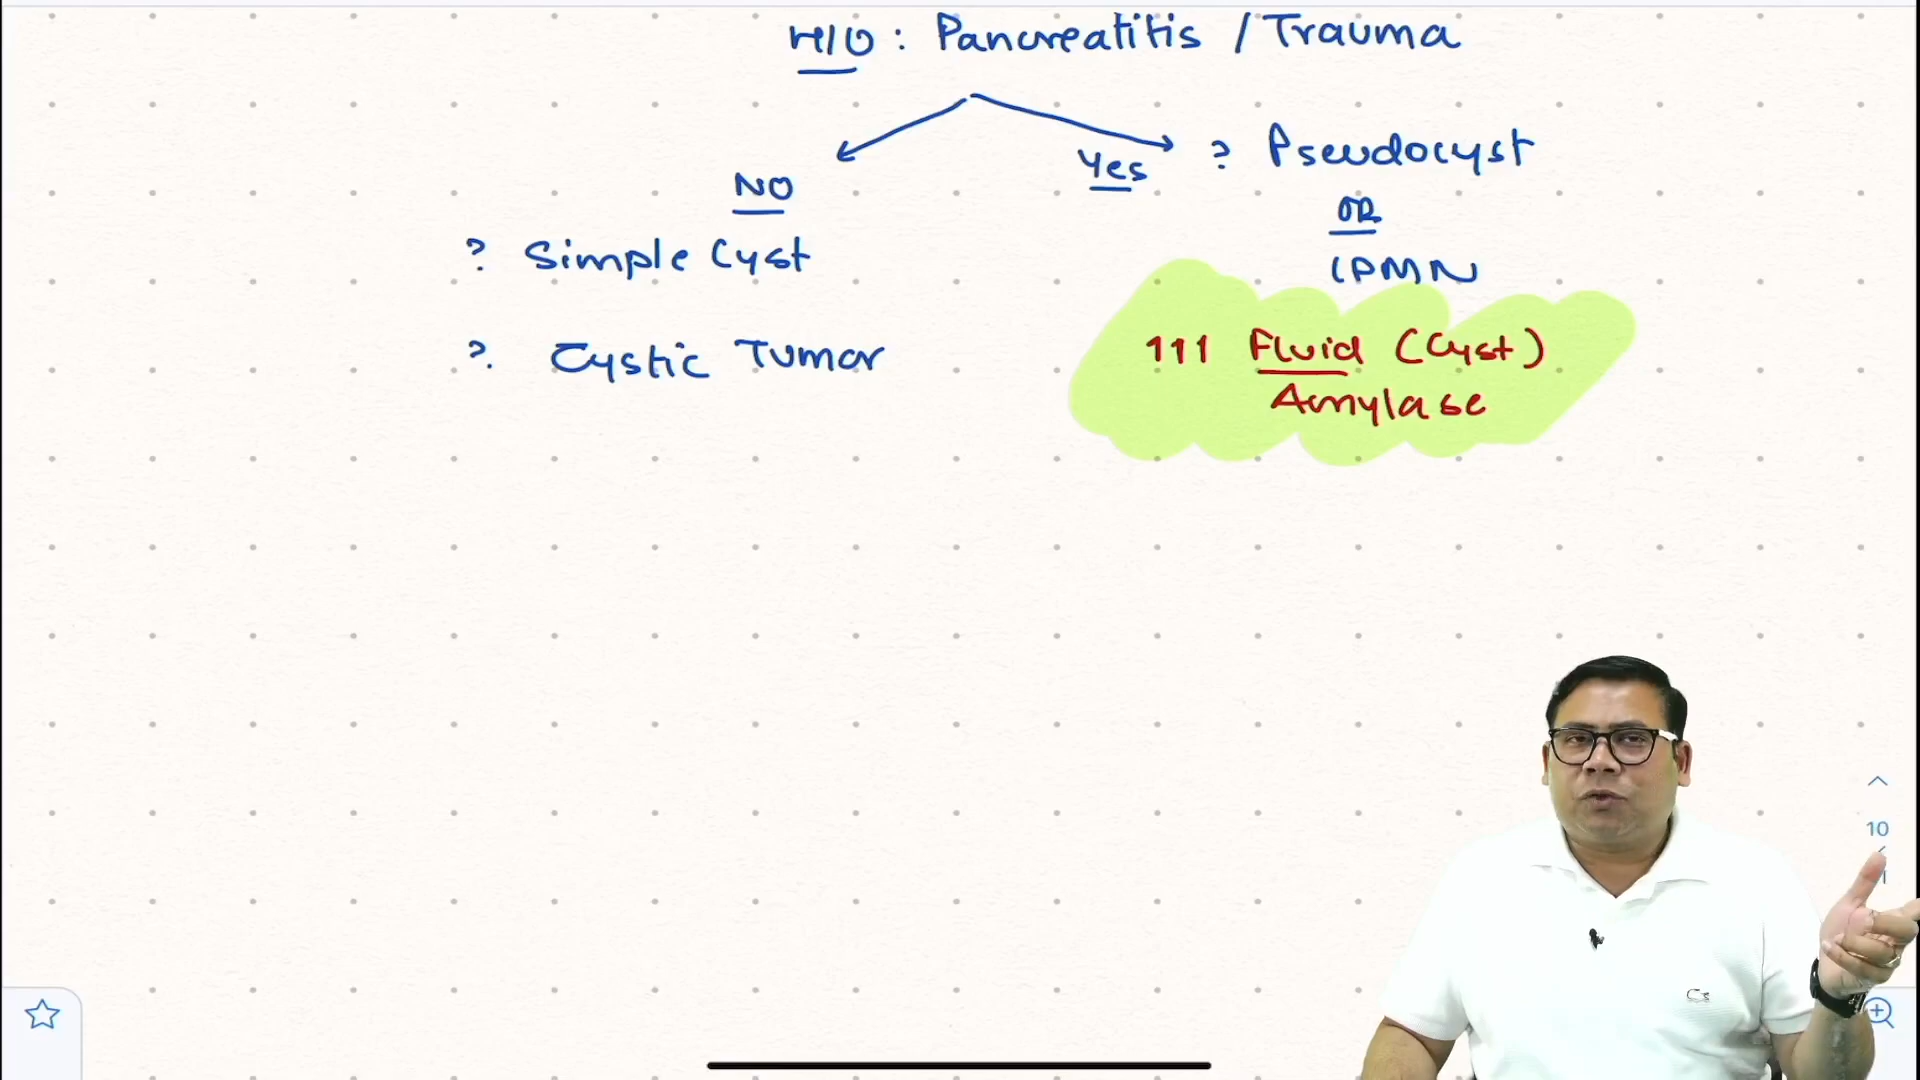 H/O : Pancreatitis / Trauma
NO
Yes
? Pseudocyst
OR
IPMN
? Simple Cyst
? Cystic Tumor
↑↑↑ Fluid (Cyst)
Amylase
10